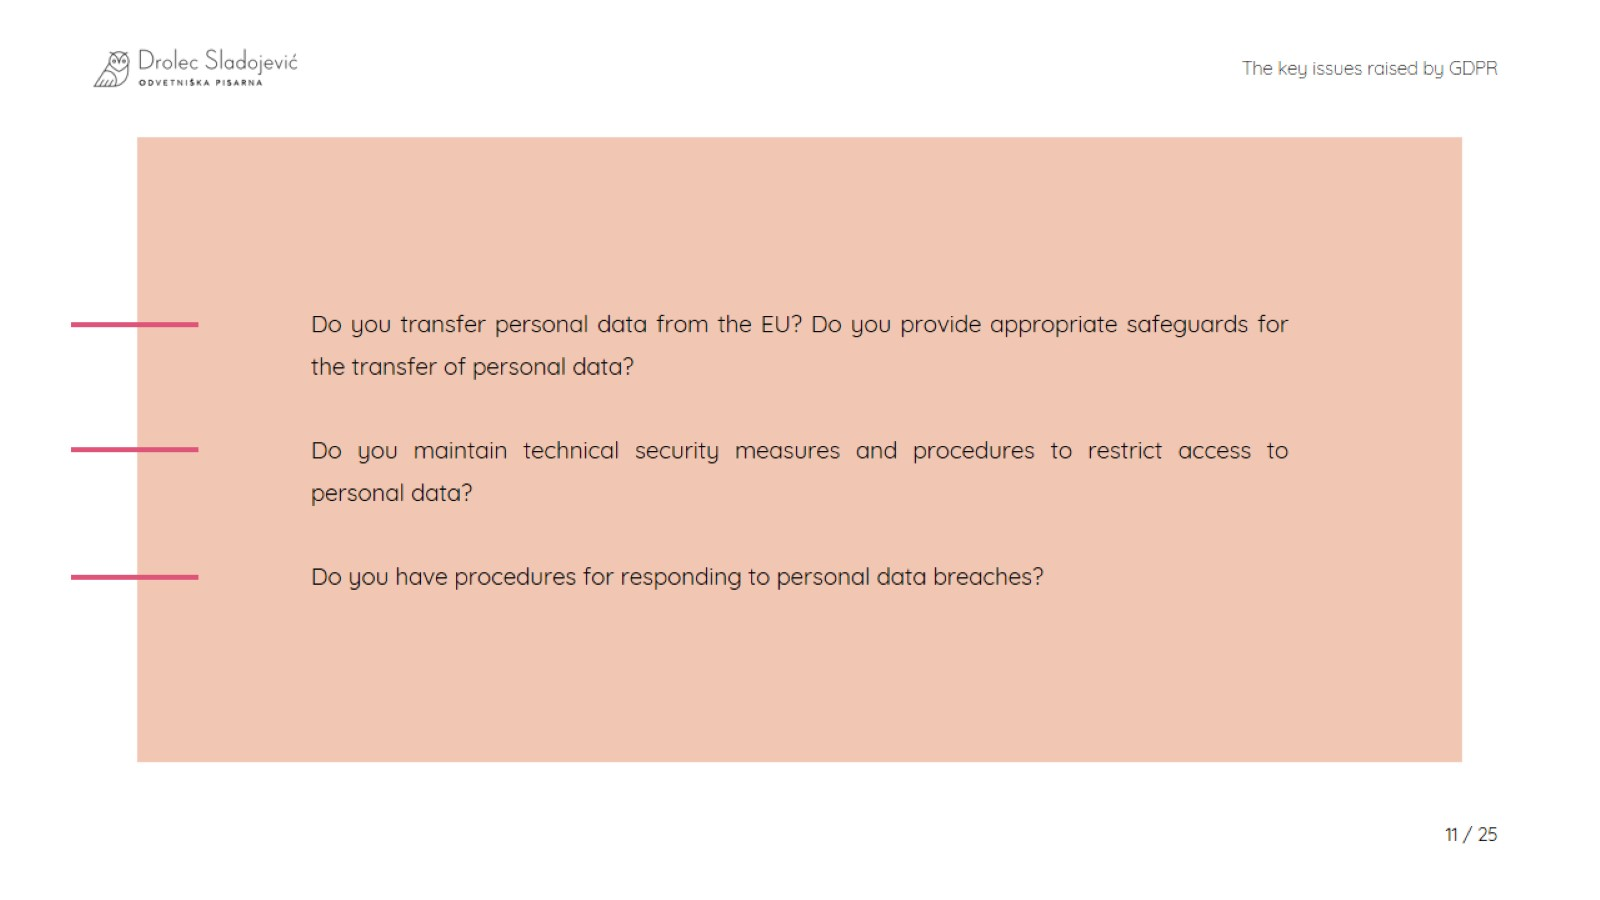 Drolec Sladojević
ODVETNIŠKA PISARNA
The key issues raised by GDPR
Do you transfer personal data from the EU? Do you provide appropriate safeguards for
the transfer of personal data?
Do you maintain technical security measures and procedures to restrict access to
personal data?
Do you have procedures for responding to personal data breaches?
11 / 25